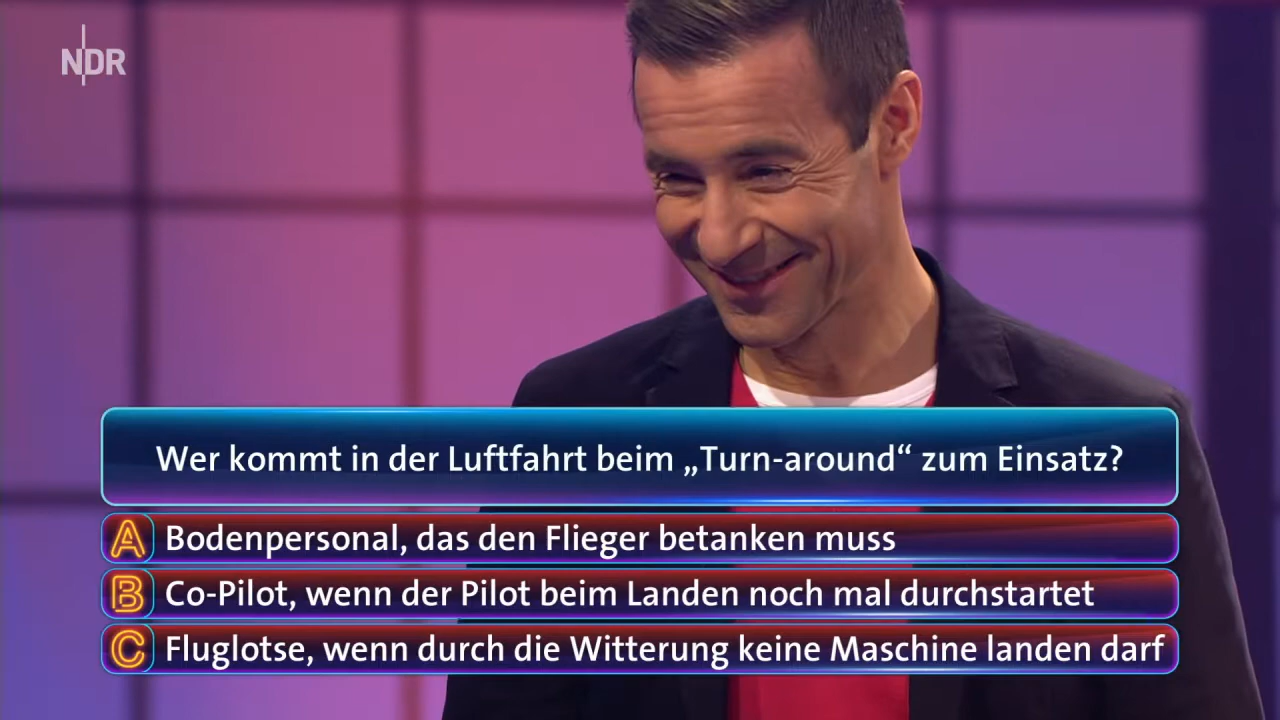 NDR
Wer kommt in der Luftfahrt beim „Turn-around“ zum Einsatz?
A Bodenpersonal, das den Flieger betanken muss
B Co-Pilot, wenn der Pilot beim Landen noch mal durchstartet
C Fluglotse, wenn durch die Witterung keine Maschine landen darf